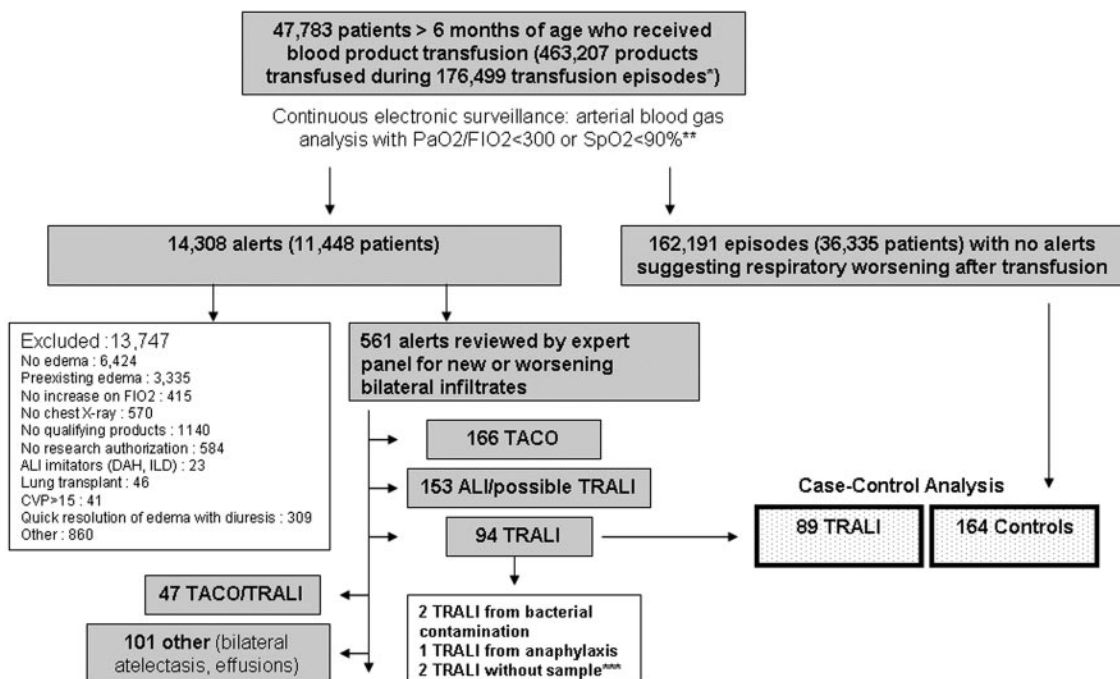 47,783 patients > 6 months of age who received
blood product transfusion (463,207 products
transfused during 176,499 transfusion episodes*)
Continuous electronic surveillance: arterial blood gas
analysis with PaO2/FIO2<300 or SpO2<90%**
14,308 alerts (11,448 patients)
162,191 episodes (36,335 patients) with no alerts
suggesting respiratory worsening after transfusion
Excluded : 13,747
No edema : 6,424
Preexisting edema : 3,335
No increase on FIO2 : 415
No chest X-ray : 570
No qualifying products : 1140
No research authorization : 584
ALI imitators (DAH, ILD) : 23
Lung transplant : 46
CVP>15 : 41
Quick resolution of edema with diuresis : 309
Other : 860
561 alerts reviewed by expert
panel for new or worsening
bilateral infiltrates
166 TACO
153 ALI/possible TRALI
94 TRALI
Case-Control Analysis
89 TRALI
164 Controls
47 TACO/TRALI
101 other (bilateral
atelectasis, effusions)
2 TRALI from bacterial
contamination
1 TRALI from anaphylaxis
2 TRALI without sample***